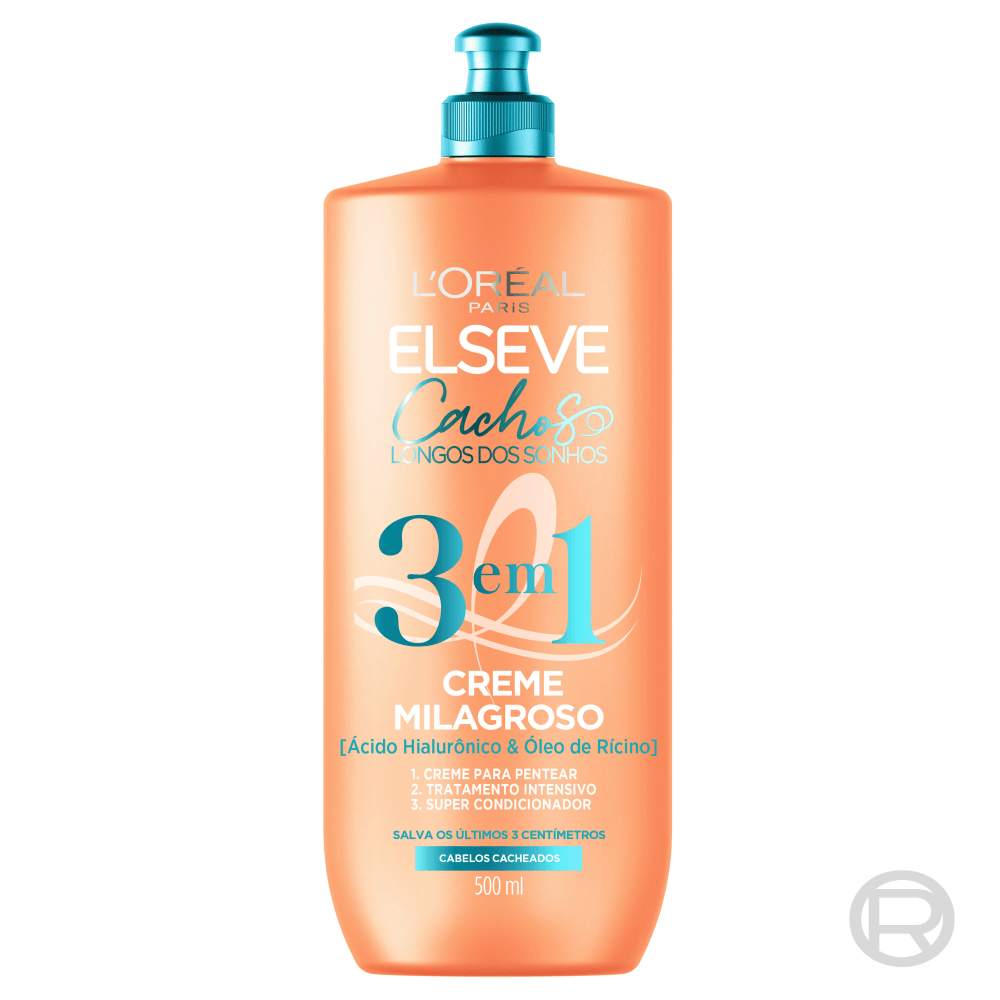 L'ORÉAL
PARiS
ELSEVE
Cachos
LONGOS DOS SONHOS
3 em 1
CREME
MILAGROSO
[Ácido Hialurônico & Óleo de Rícino]
1. CREME PARA PENTEAR
2. TRATAMENTO INTENSIVO
3. SUPER CONDICIONADOR
SALVA OS ÚLTIMOS 3 CENTÍMETROS
CABELOS CACHEADOS
500 ml
R